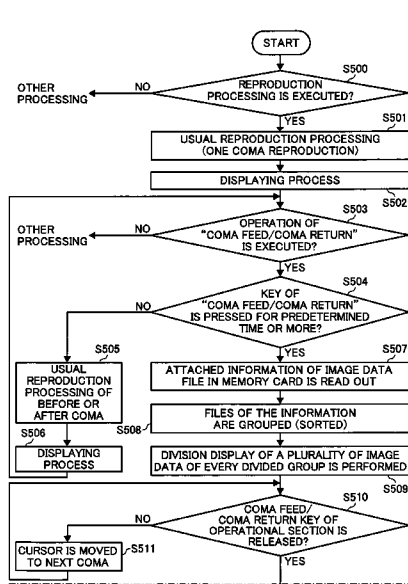 START
S500
REPRODUCTION
PROCESSING IS EXECUTED?
NO
OTHER
PROCESSING
YES
S501
USUAL REPRODUCTION PROCESSING
(ONE COMA REPRODUCTION)
DISPLAYING PROCESS
S502
S503
OPERATION OF
"COMA FEED/COMA RETURN"
IS EXECUTED?
NO
OTHER
PROCESSING
YES
S504
KEY OF
"COMA FEED/COMA RETURN"
IS PRESSED FOR PREDETERMINED
TIME OR MORE?
NO
YES
S505
USUAL
REPRODUCTION
PROCESSING OF
BEFORE OR
AFTER COMA
S506
DISPLAYING
PROCESS
S507
ATTACHED INFORMATION OF IMAGE DATA
FILE IN MEMORY CARD IS READ OUT
FILES OF THE INFORMATION
ARE GROUPED (SORTED)
S508
DIVISION DISPLAY OF A PLURALITY OF IMAGE
DATA OF EVERY DIVIDED GROUP IS PERFORMED
S509
S510
COMA FEED/
COMA RETURN KEY OF
OPERATIONAL SECTION IS
RELEASED?
NO
CURSOR IS MOVED
TO NEXT COMA
S511
YES